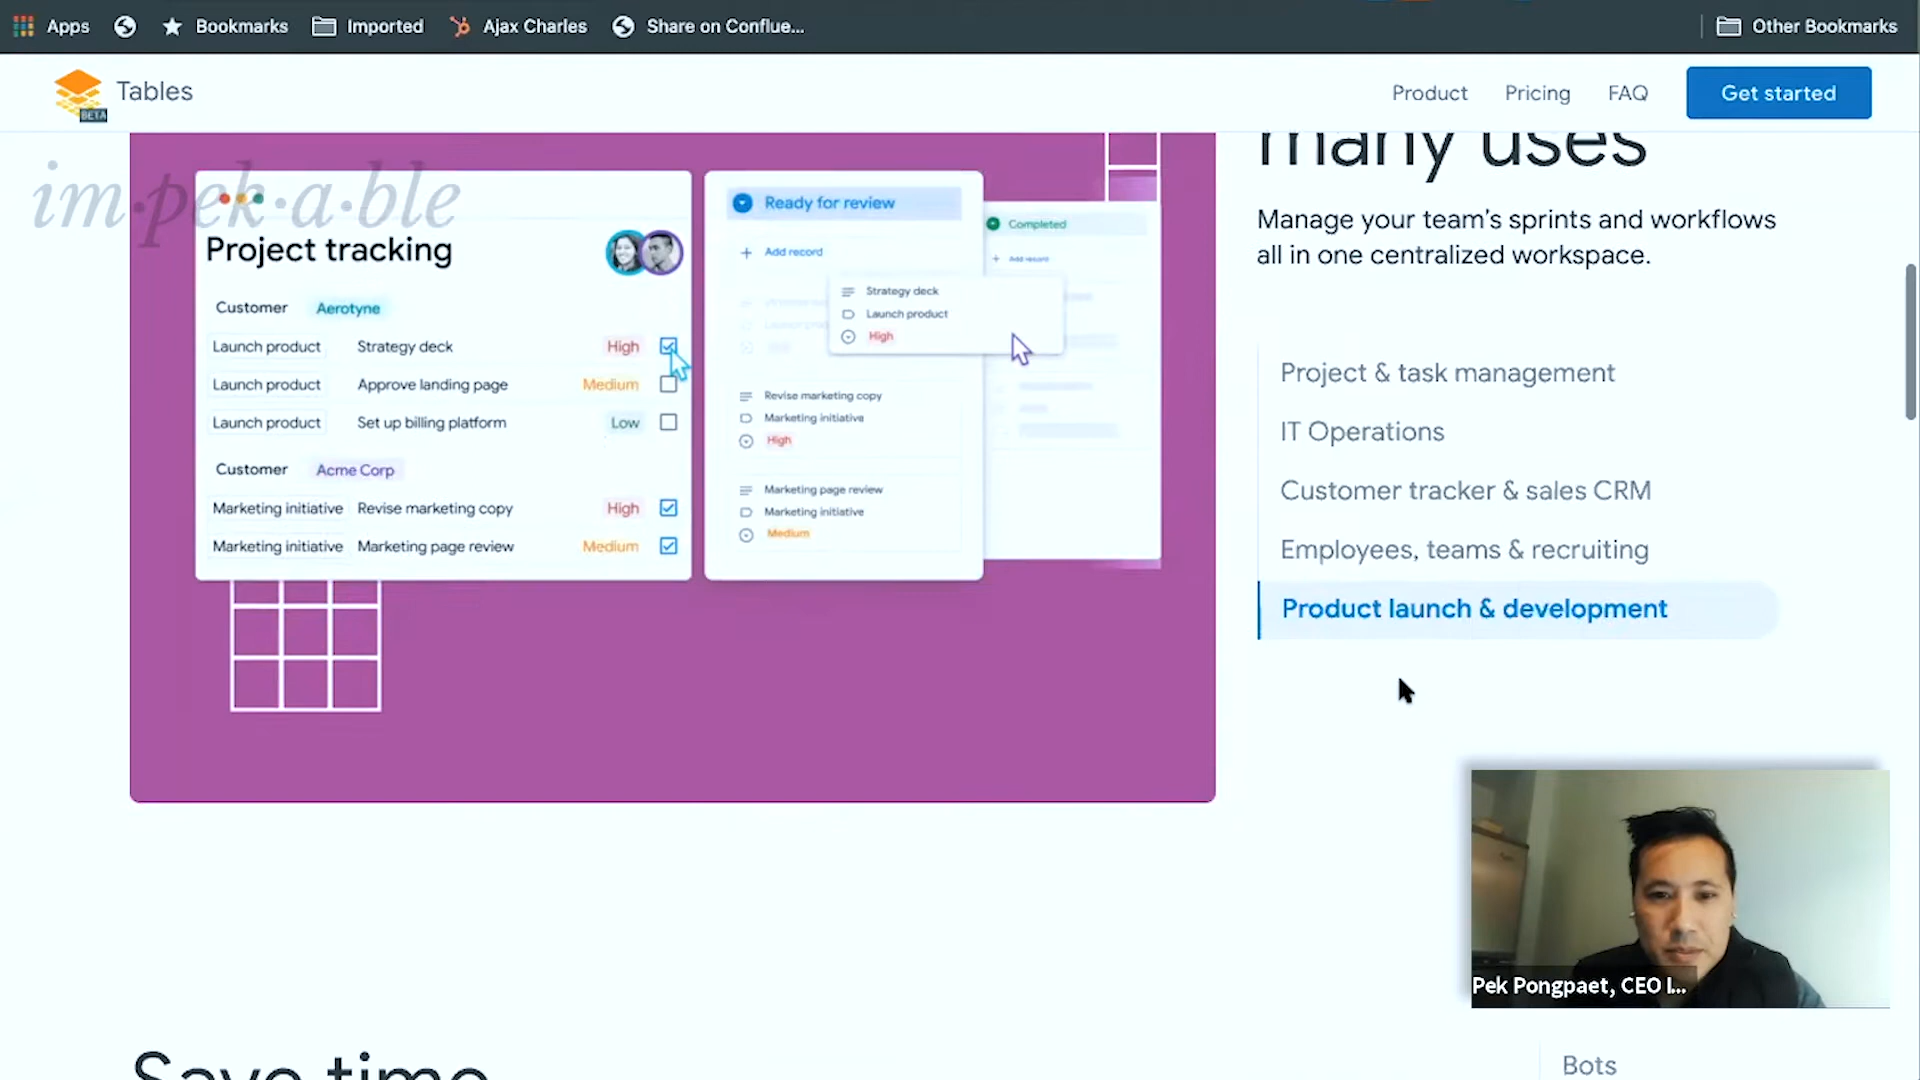 Apps
Bookmarks
Imported
Ajax Charles
Share on Conflue...
Other Bookmarks
BETA
Tables
Product
Pricing
FAQ
Get started
many uses
im·pek·a·ble
Manage your team's sprints and workflows
all in one centralized workspace.
Project tracking
Customer Aerotyne
Launch product Strategy deck High
Launch product Approve landing page Medium
Launch product Set up billing platform Low
Customer Acme Corp
Marketing initiative Revise marketing copy High
Marketing initiative Marketing page review Medium
Ready for review
+ Add record
Strategy deck
Launch product
High
Revise marketing copy
Marketing initiative
High
Marketing page review
Marketing initiative
Medium
Completed
+ Add record
Project & task management
IT Operations
Customer tracker & sales CRM
Employees, teams & recruiting
Product launch & development
Pek Pongpaet, CEO I...
Save time
Bots